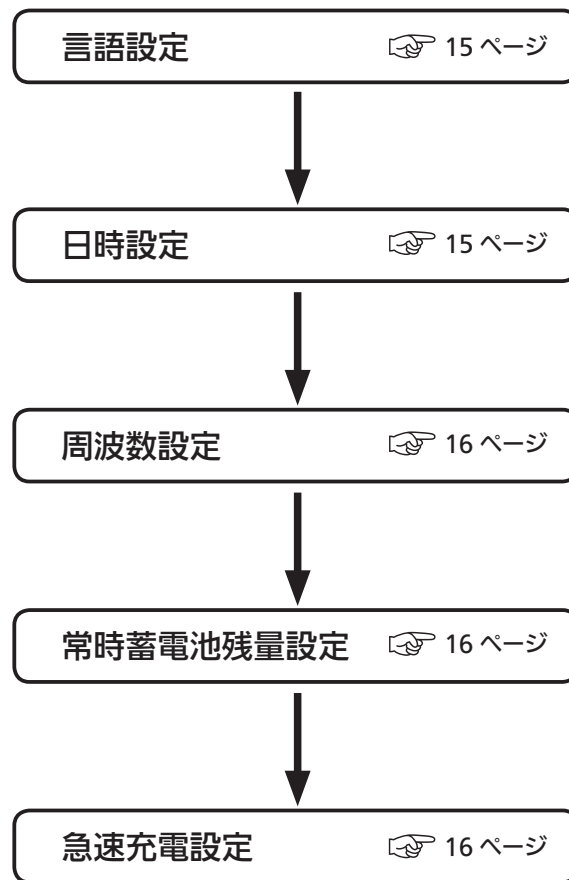 言語設定 ☞ 15 ページ
日時設定 ☞ 15 ページ
周波数設定 ☞ 16 ページ
常時蓄電池残量設定 ☞ 16 ページ
急速充電設定 ☞ 16 ページ